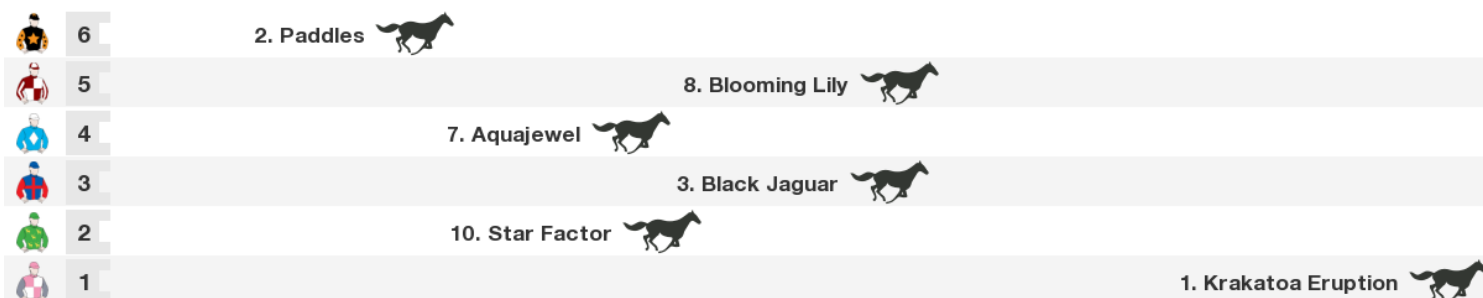 6 2. Paddles
5 8. Blooming Lily
4 7. Aquajewel
3 3. Black Jaguar
2 10. Star Factor
1 1. Krakatoa Eruption